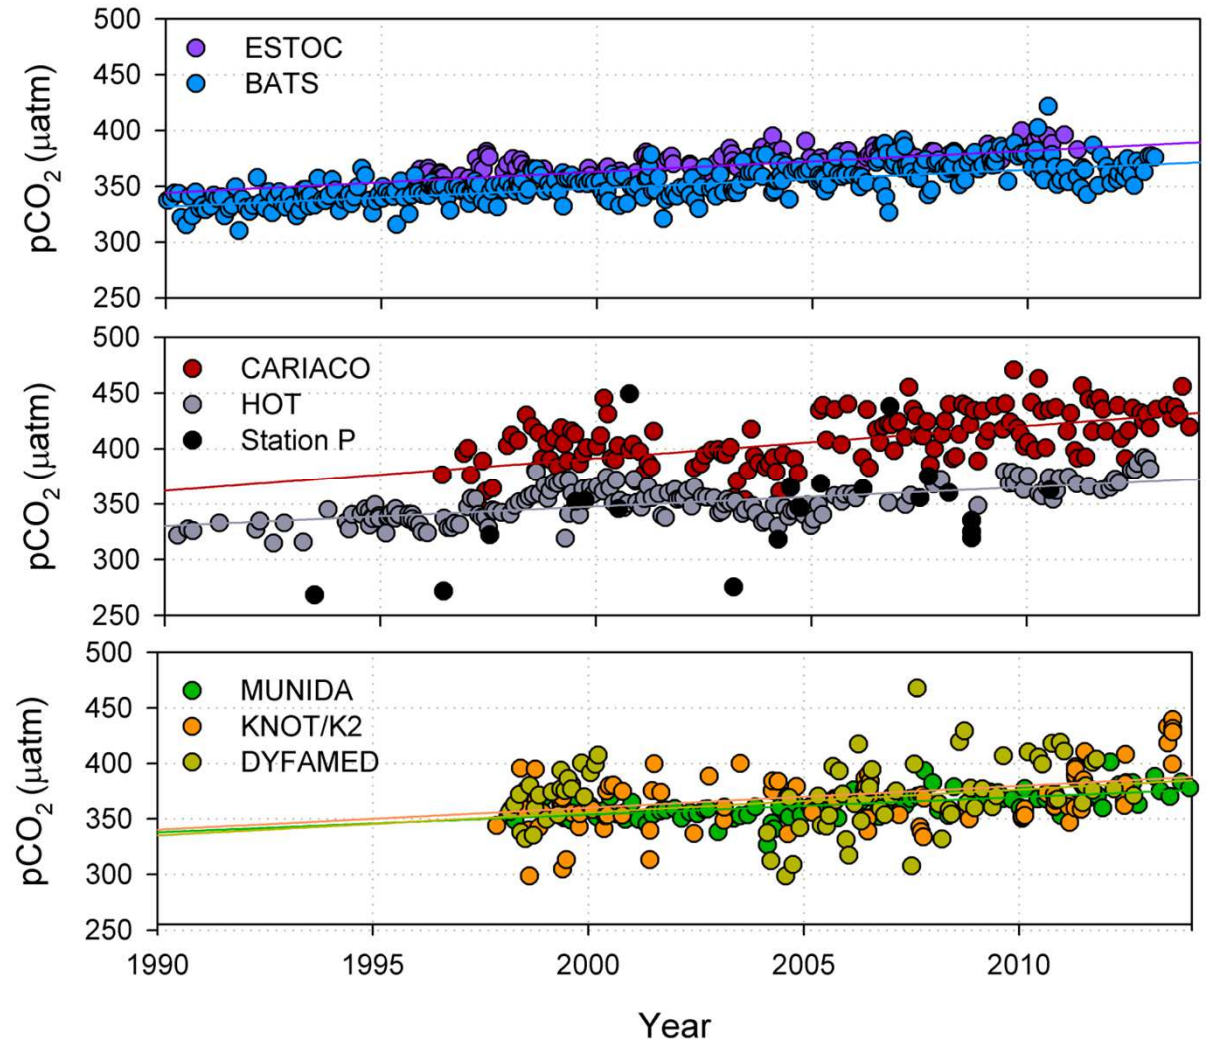 500
450
400
350
300
250
pCO2 (µatm)
ESTOC
BATS
500
450
400
350
300
250
pCO2 (µatm)
CARIACO
HOT
Station P
500
450
400
350
300
250
pCO2 (µatm)
MUNIDA
KNOT/K2
DYFAMED
1990 1995 2000 2005 2010
Year